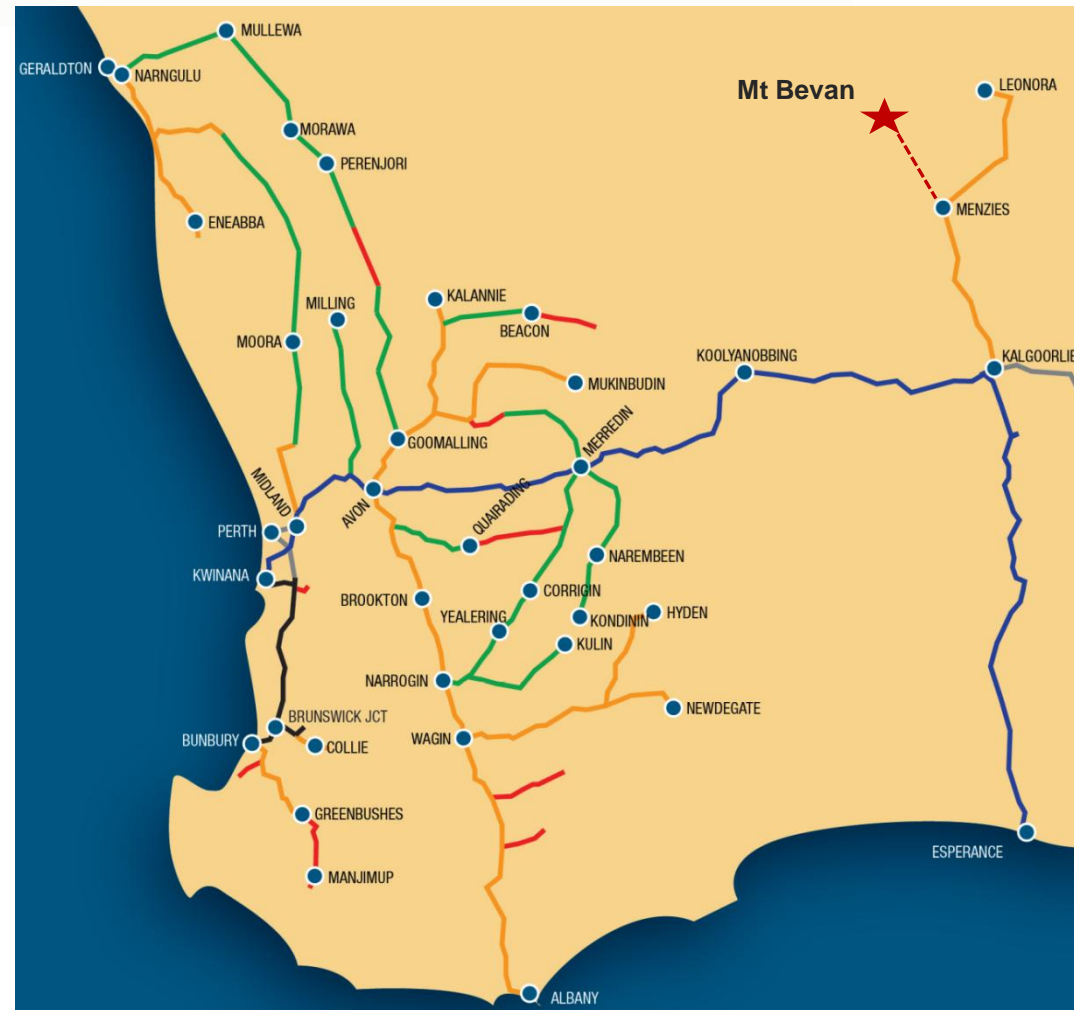 MULLEWA
GERALDTON
NARNGULU
Mt Bevan
LEONORA
MORAWA
PERENJORI
ENEABBA
MENZIES
KALANNIE
MILLING
BEACON
MOORA
KOOLYANOBBING
KALGOORLIE
MUKINBUDIN
GOOMALLING
MERREDIN
MIDLAND
AVON
QUAIRADING
PERTH
NAREMBEEN
KWINANA
CORRIGIN
BROOKTON
YEALERING
HYDEN
KONDININ
KULIN
NARROGIN
NEWDEGATE
BRUNSWICK JCT
BUNBURY
WAGIN
COLLIE
GREENBUSHES
ESPERANCE
MANJIMUP
ALBANY